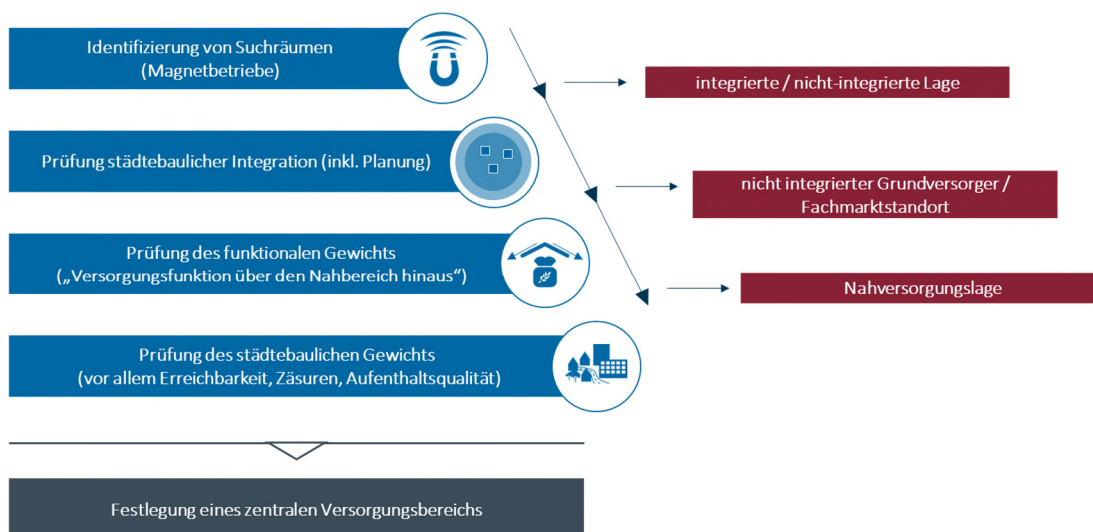 Identifizierung von Suchräumen
(Magnetbetriebe)
integrierte / nicht-integrierte Lage
Prüfung städtebaulicher Integration (inkl. Planung)
nicht integrierter Grundversorger /
Fachmarktstandort
Prüfung des funktionalen Gewichts
(„Versorgungsfunktion über den Nahbereich hinaus“)
Nahversorgungslage
Prüfung des städtebaulichen Gewichts
(vor allem Erreichbarkeit, Zäsuren, Aufenthaltsqualität)
Festlegung eines zentralen Versorgungsbereichs